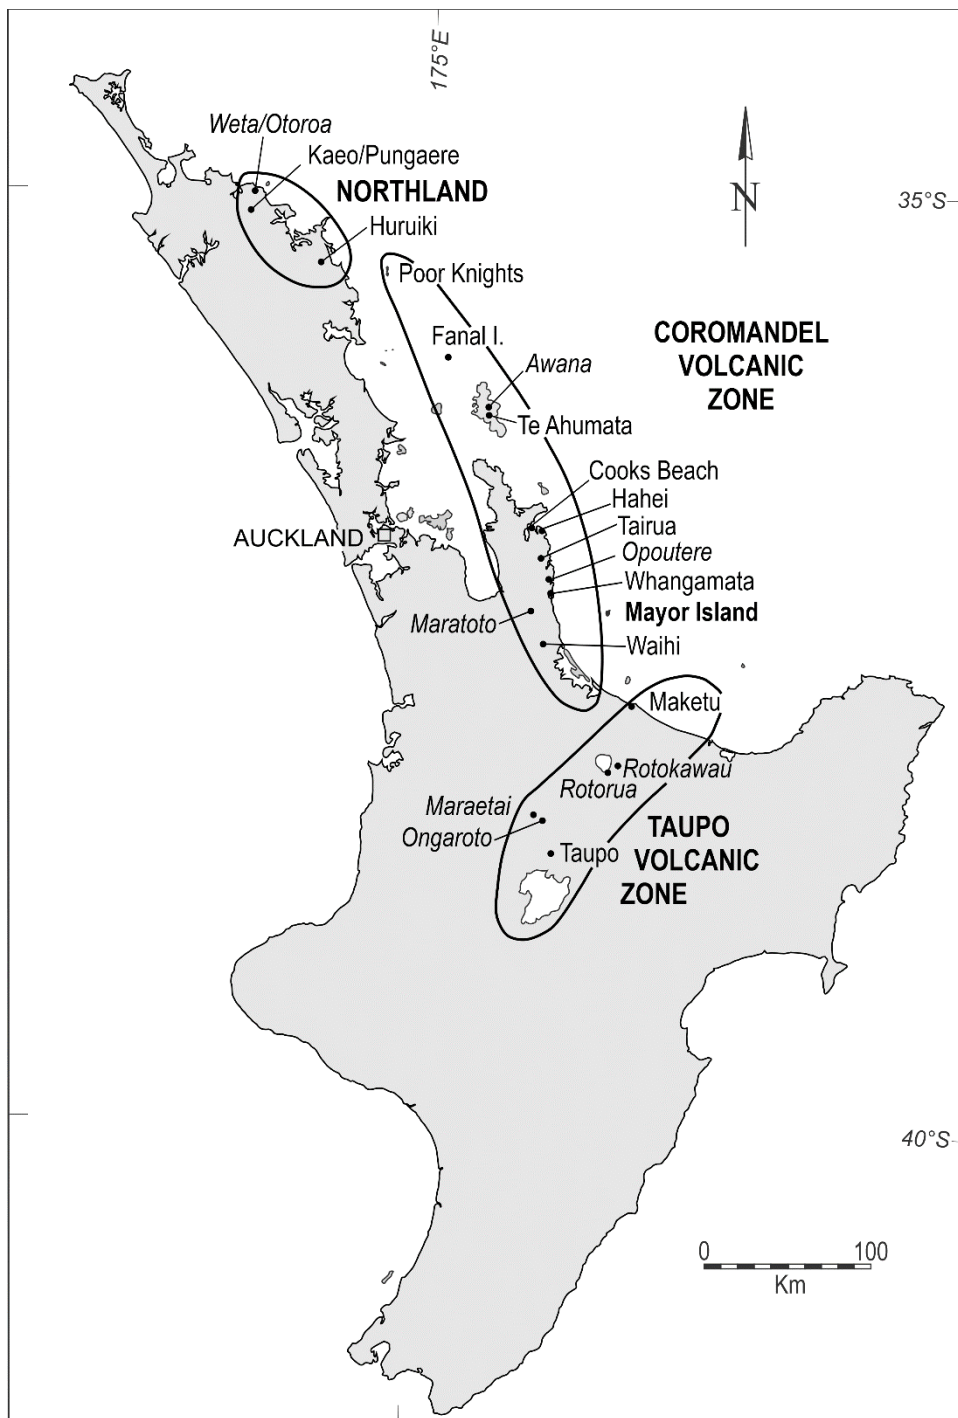 175°E
Weta/Otoroa
Kaeo/Pungaere
NORTHLAND
N
35°S
Huruiki
Poor Knights
Fanal I.
COROMANDEL
VOLCANIC
ZONE
Awana
Te Ahumata
Cooks Beach
Hahei
Tairua
AUCKLAND
Opoutere
Whangamata
Maratoto
Mayor Island
Waihi
Maketu
Rotokawau
Rotorua
Maraetai
Ongaroto
Taupo
TAUPO
VOLCANIC
ZONE
40°S
0 100
Km